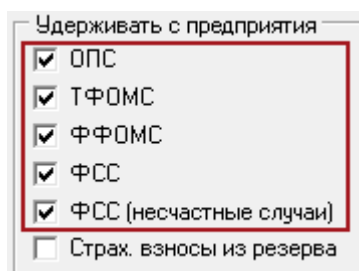 Удерживать с предприятия
ОПС
ТФОМС
ФФОМС
ФСС
ФСС (несчастные случаи)
Страх. взносы из резерва